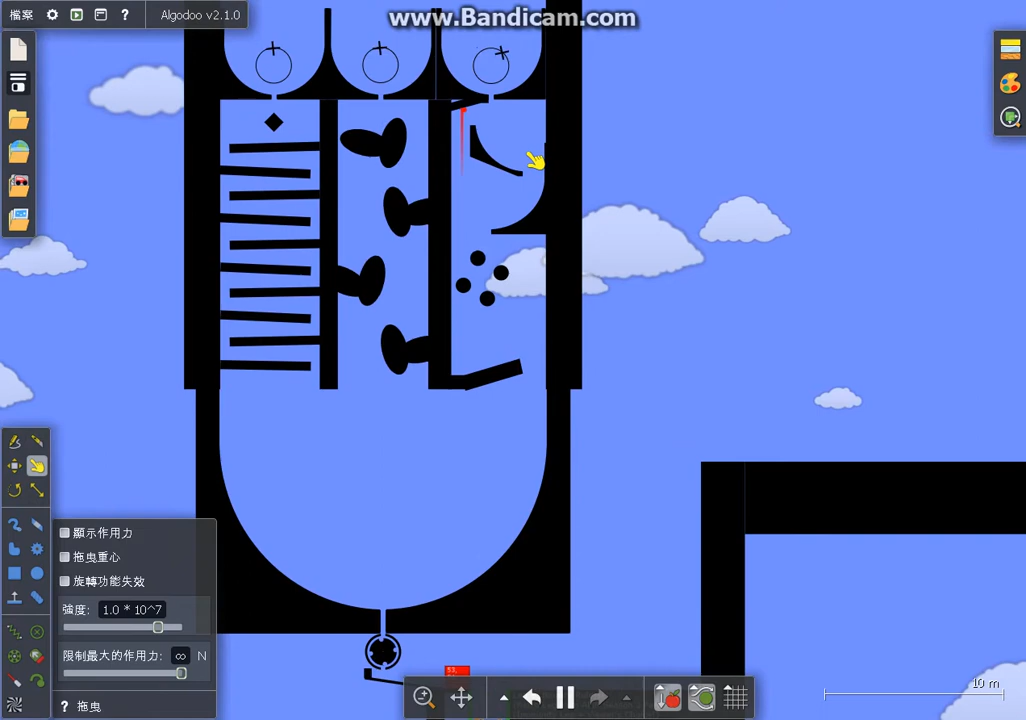 www.Bandicam.com
檔案 ? Algodoo v2.1.0
顯示作用力
拖曳重心
旋轉功能失效
強度: 1.0 * 10^7
限制最大的作用力: ∞ N
? 拖曳
53,
10 m